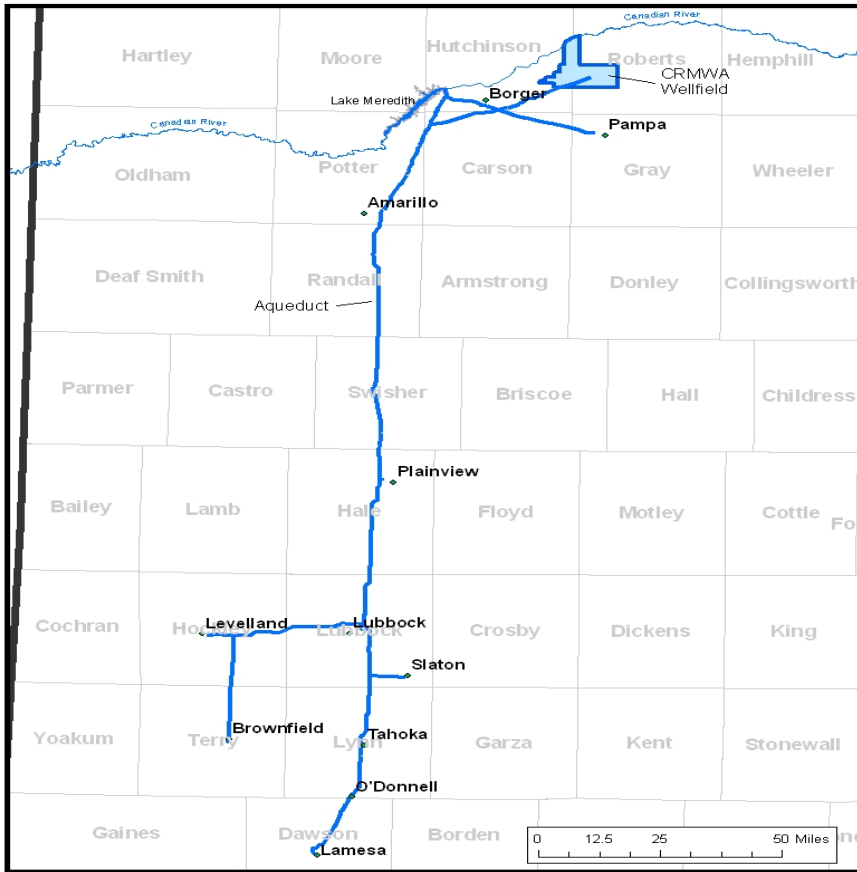 Canadian River
Hutchinson
Hartley
Moore
Roberts
Hemphill
CRMWA
Wellfield
Lake Meredith
Borger
Canadian River
Pampa
Oldham
Potter
Carson
Gray
Wheeler
Amarillo
Deaf Smith
Randall
Armstrong
Donley
Collingsworth
Aqueduct
Parmer
Castro
Swisher
Briscoe
Hall
Childress
Plainview
Bailey
Lamb
Hale
Floyd
Motley
Cottle
Fo
Levelland
Lubbock
Cochran
Hockley
Lubbock
Crosby
Dickens
King
Slaton
Brownfield
Tahoka
Yoakum
Terry
Lynn
Garza
Kent
Stonewall
O'Donnell
Gaines
Dawson
Borden
0 12.5 25 50 Miles
Lamesa